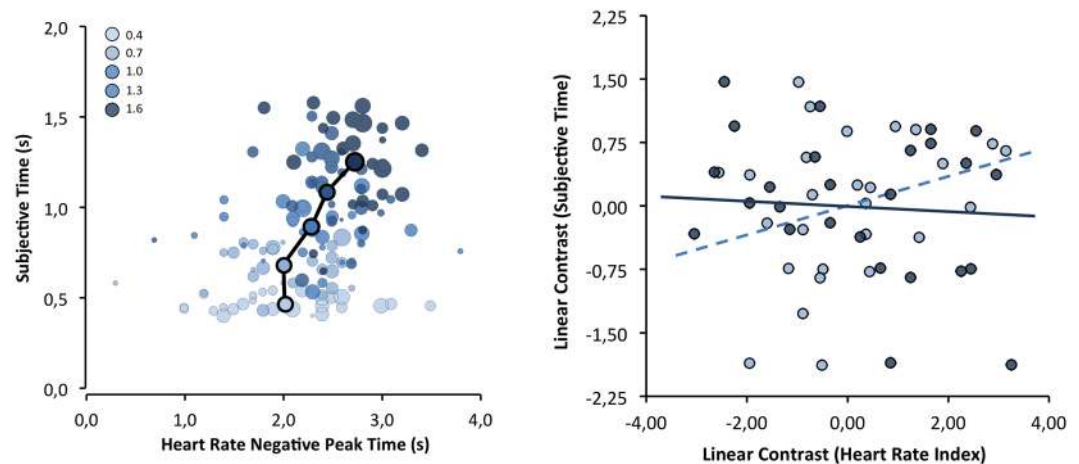 2,0
1,5
1,0
0,5
0,0
Subjective Time (s)
0.4
0.7
1.0
1.3
1.6
0,0 1,0 2,0 3,0 4,0
Heart Rate Negative Peak Time (s)
2,25
1,50
0,75
0,00
-0,75
-1,50
-2,25
Linear Contrast (Subjective Time)
-4,00 -2,00 0,00 2,00 4,00
Linear Contrast (Heart Rate Index)